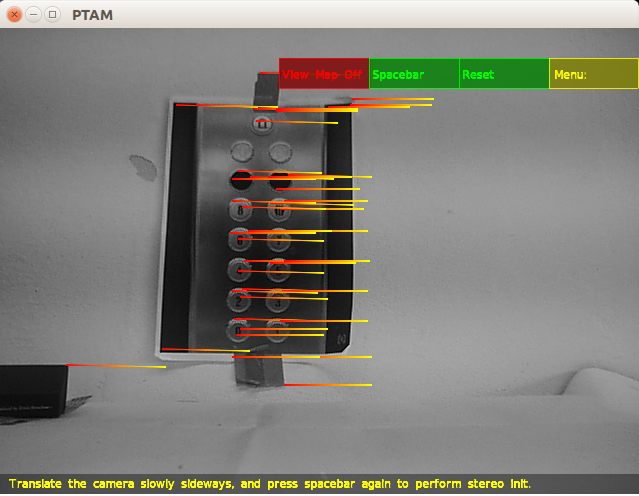 PTAM
View Map Off Spacebar Reset Menu:
Translate the camera slowly sideways, and press spacebar again to perform stereo init.